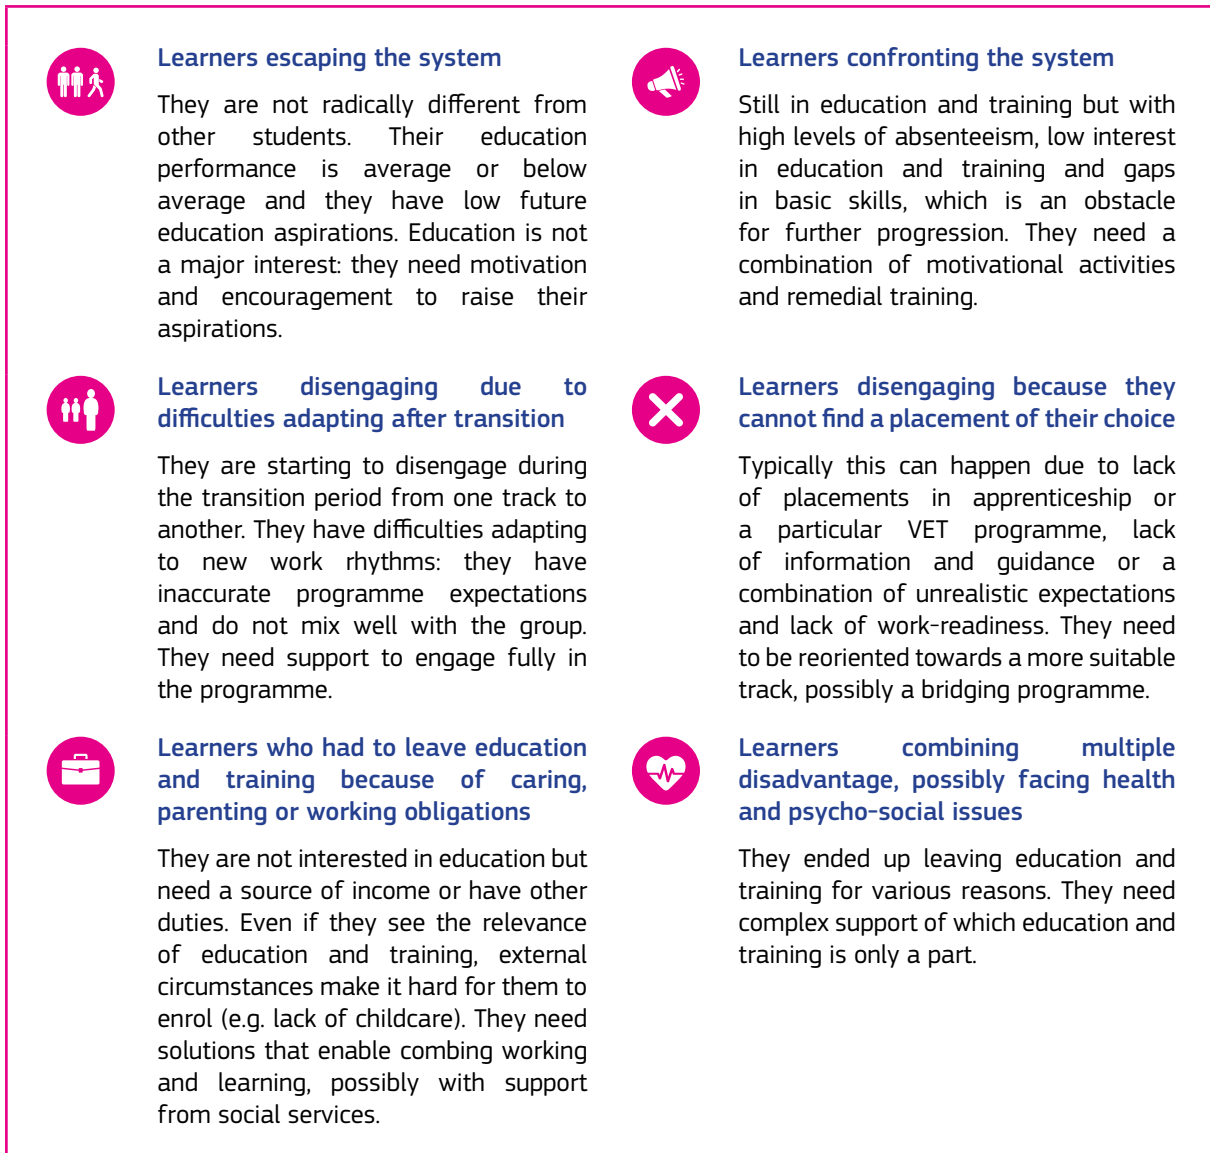 Learners escaping the system
They are not radically different from
other students. Their education
performance is average or below
average and they have low future
education aspirations. Education is not
a major interest: they need motivation
and encouragement to raise their
aspirations.
Learners confronting the system
Still in education and training but with
high levels of absenteeism, low interest
in education and training and gaps
in basic skills, which is an obstacle
for further progression. They need a
combination of motivational activities
and remedial training.
Learners disengaging due to
difficulties adapting after transition
They are starting to disengage during
the transition period from one track to
another. They have difficulties adapting
to new work rhythms: they have
inaccurate programme expectations
and do not mix well with the group.
They need support to engage fully in
the programme.
Learners disengaging because they
cannot find a placement of their choice
Typically this can happen due to lack
of placements in apprenticeship or
a particular VET programme, lack
of information and guidance or a
combination of unrealistic expectations
and lack of work-readiness. They need
to be reoriented towards a more suitable
track, possibly a bridging programme.
Learners who had to leave education
and training because of caring,
parenting or working obligations
They are not interested in education but
need a source of income or have other
duties. Even if they see the relevance
of education and training, external
circumstances make it hard for them to
enrol (e.g. lack of childcare). They need
solutions that enable combing working
and learning, possibly with support
from social services.
Learners combining multiple
disadvantage, possibly facing health
and psycho-social issues
They ended up leaving education and
training for various reasons. They need
complex support of which education and
training is only a part.